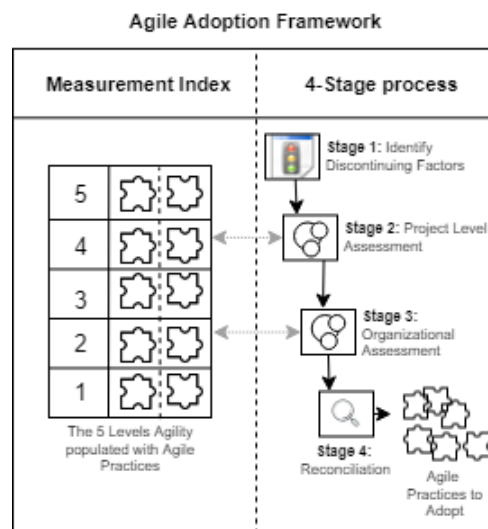 Agile Adoption Framework
Measurement Index
4-Stage process
5
4
3
2
1
The 5 Levels Agility
populated with Agile
Practices
Stage 1: Identify
Discontinuing Factors
Stage 2: Project Level
Assessment
Stage 3:
Organizational
Assessment
Stage 4:
Reconciliation
Agile
Practices to
Adopt